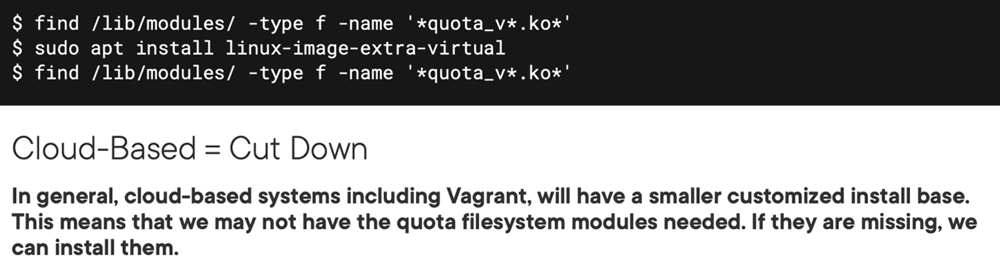 $ find /lib/modules/ -type f -name '*quota_v*.ko*'
$ sudo apt install linux-image-extra-virtual
$ find /lib/modules/ -type f -name '*quota_v*.ko*'
Cloud-Based = Cut Down
In general, cloud-based systems including Vagrant, will have a smaller customized install base.
This means that we may not have the quota filesystem modules needed. If they are missing, we
can install them.